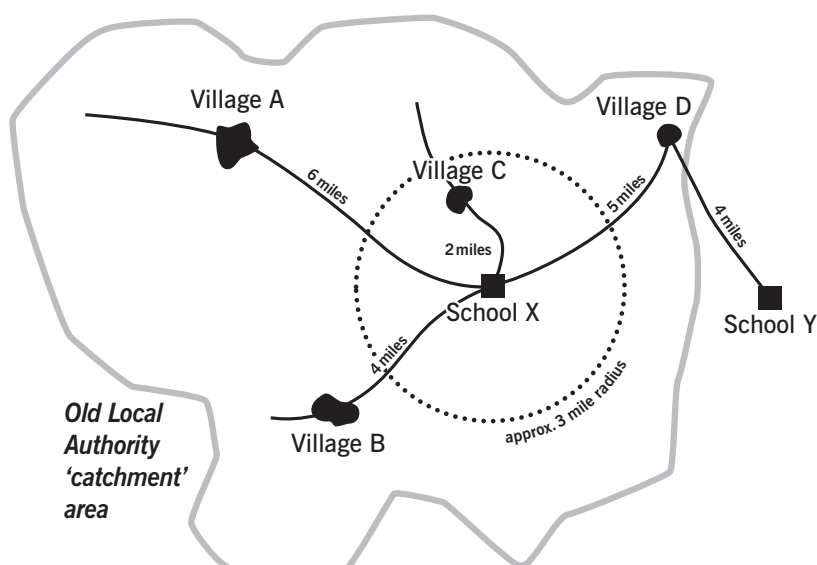 Village A
Village D
6 miles
Village C
5 miles
2 miles
4 miles
School X
School Y
4 miles
approx. 3 mile radius
Old Local
Authority
‘catchment’
area
Village B